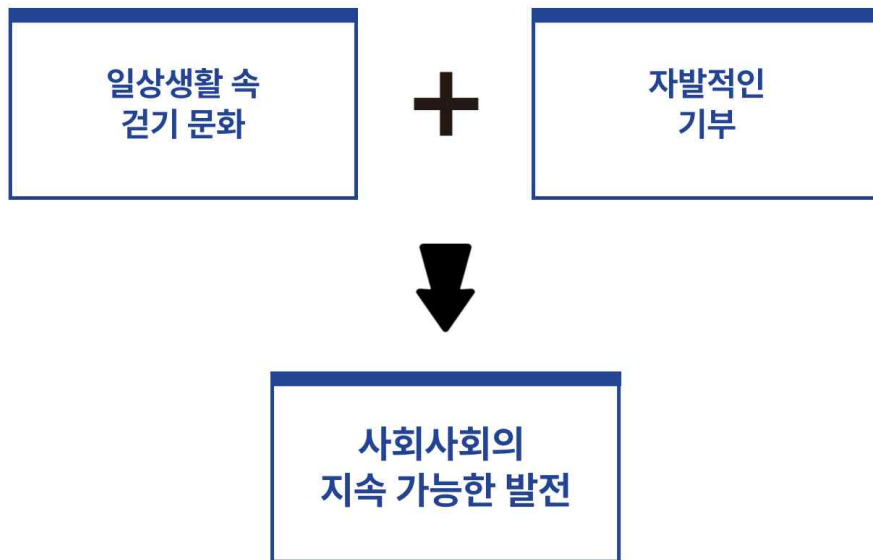 일상생활 속
걷기 문화
+
자발적인
기부
사회사회의
지속 가능한 발전